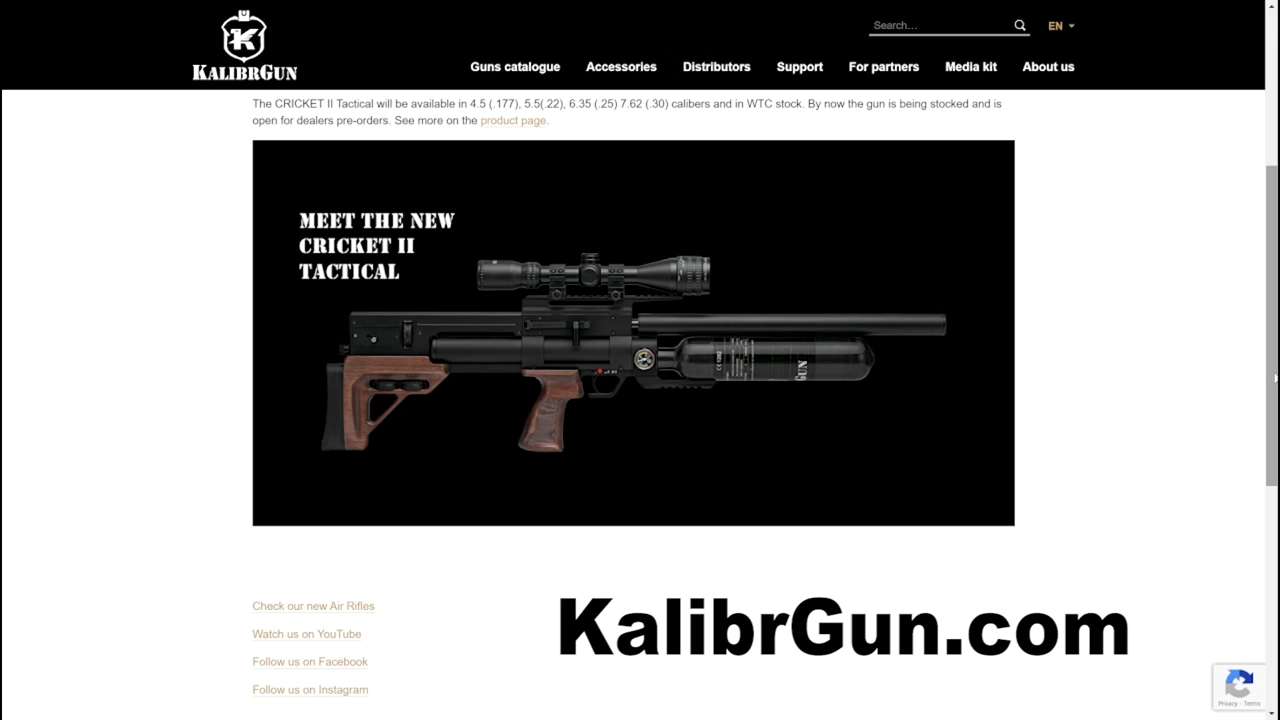 Search...
EN
KALIBRGUN
Guns catalogue Accessories Distributors Support For partners Media kit About us
The CRICKET II Tactical will be available in 4.5 (.177), 5.5(.22), 6.35 (.25) 7.62 (.30) calibers and in WTC stock. By now the gun is being stocked and is
open for dealers pre-orders. See more on the product page.
MEET THE NEW
CRICKET II
TACTICAL
GUN
Check our new Air Rifles
Watch us on YouTube
Follow us on Facebook
Follow us on Instagram
KalibrGun.com
Privacy - Terms